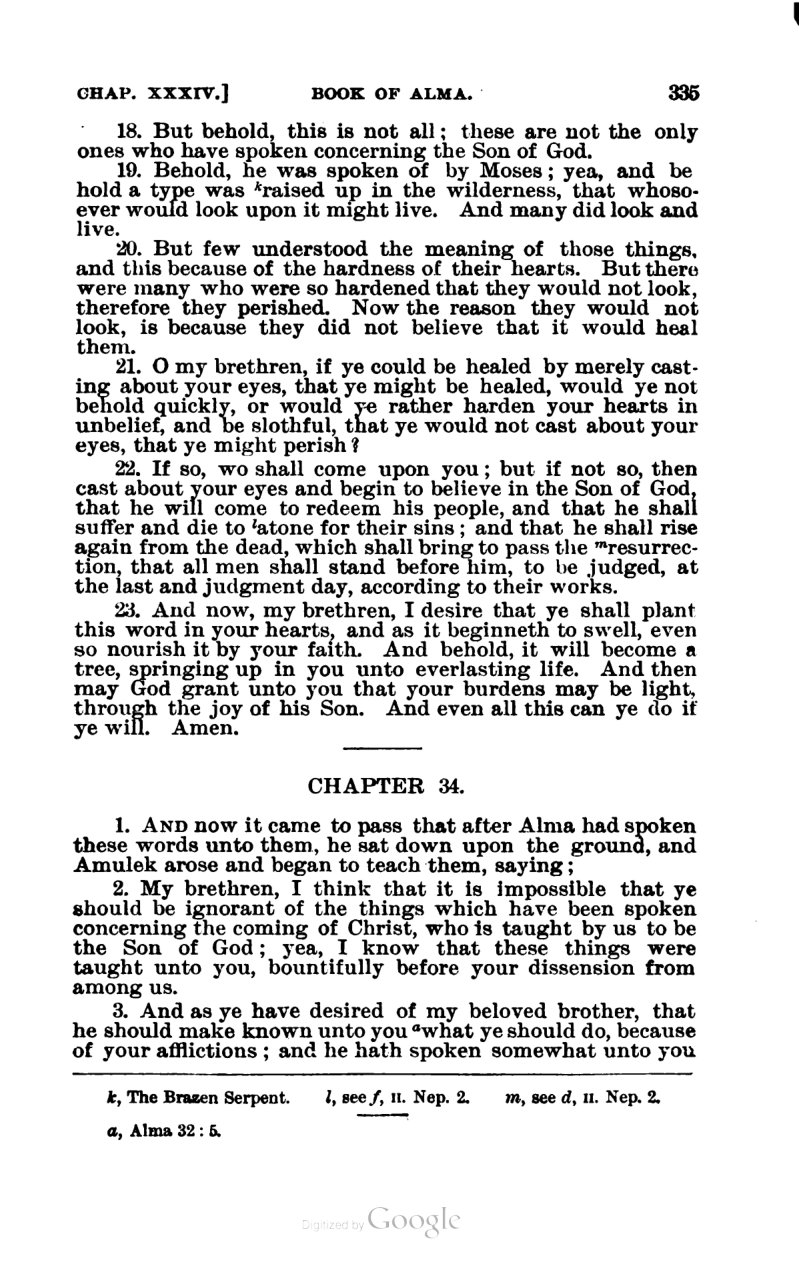 CHAP. XXXIV.] BOOK OF ALMA. 335
18. But behold, this is not all; these are not the only
ones who have spoken concerning the Son of God.
19. Behold, he was spoken of by Moses; yea, and be
hold a type was ᵏraised up in the wilderness, that whoso-
ever would look upon it might live. And many did look and
live.
20. But few understood the meaning of those things,
and this because of the hardness of their hearts. But there
were many who were so hardened that they would not look,
therefore they perished. Now the reason they would not
look, is because they did not believe that it would heal
them.
21. O my brethren, if ye could be healed by merely cast-
ing about your eyes, that ye might be healed, would ye not
behold quickly, or would ye rather harden your hearts in
unbelief, and be slothful, that ye would not cast about your
eyes, that ye might perish?
22. If so, wo shall come upon you; but if not so, then
cast about your eyes and begin to believe in the Son of God,
that he will come to redeem his people, and that he shall
suffer and die to ˡatone for their sins; and that he shall rise
again from the dead, which shall bring to pass the ᵐresurrec-
tion, that all men shall stand before him, to be judged, at
the last and judgment day, according to their works.
23. And now, my brethren, I desire that ye shall plant
this word in your hearts, and as it beginneth to swell, even
so nourish it by your faith. And behold, it will become a
tree, springing up in you unto everlasting life. And then
may God grant unto you that your burdens may be light,
through the joy of his Son. And even all this can ye do if
ye will. Amen.
CHAPTER 34.
1. AND now it came to pass that after Alma had spoken
these words unto them, he sat down upon the ground, and
Amulek arose and began to teach them, saying;
2. My brethren, I think that it is impossible that ye
should be ignorant of the things which have been spoken
concerning the coming of Christ, who is taught by us to be
the Son of God; yea, I know that these things were
taught unto you, bountifully before your dissension from
among us.
3. And as ye have desired of my beloved brother, that
he should make known unto you ᵃwhat ye should do, because
of your afflictions; and he hath spoken somewhat unto you
k, The Brazen Serpent. l, see f, II. Nep. 2. m, see d, II. Nep. 2.
a, Alma 32:5.
Digitized by Google